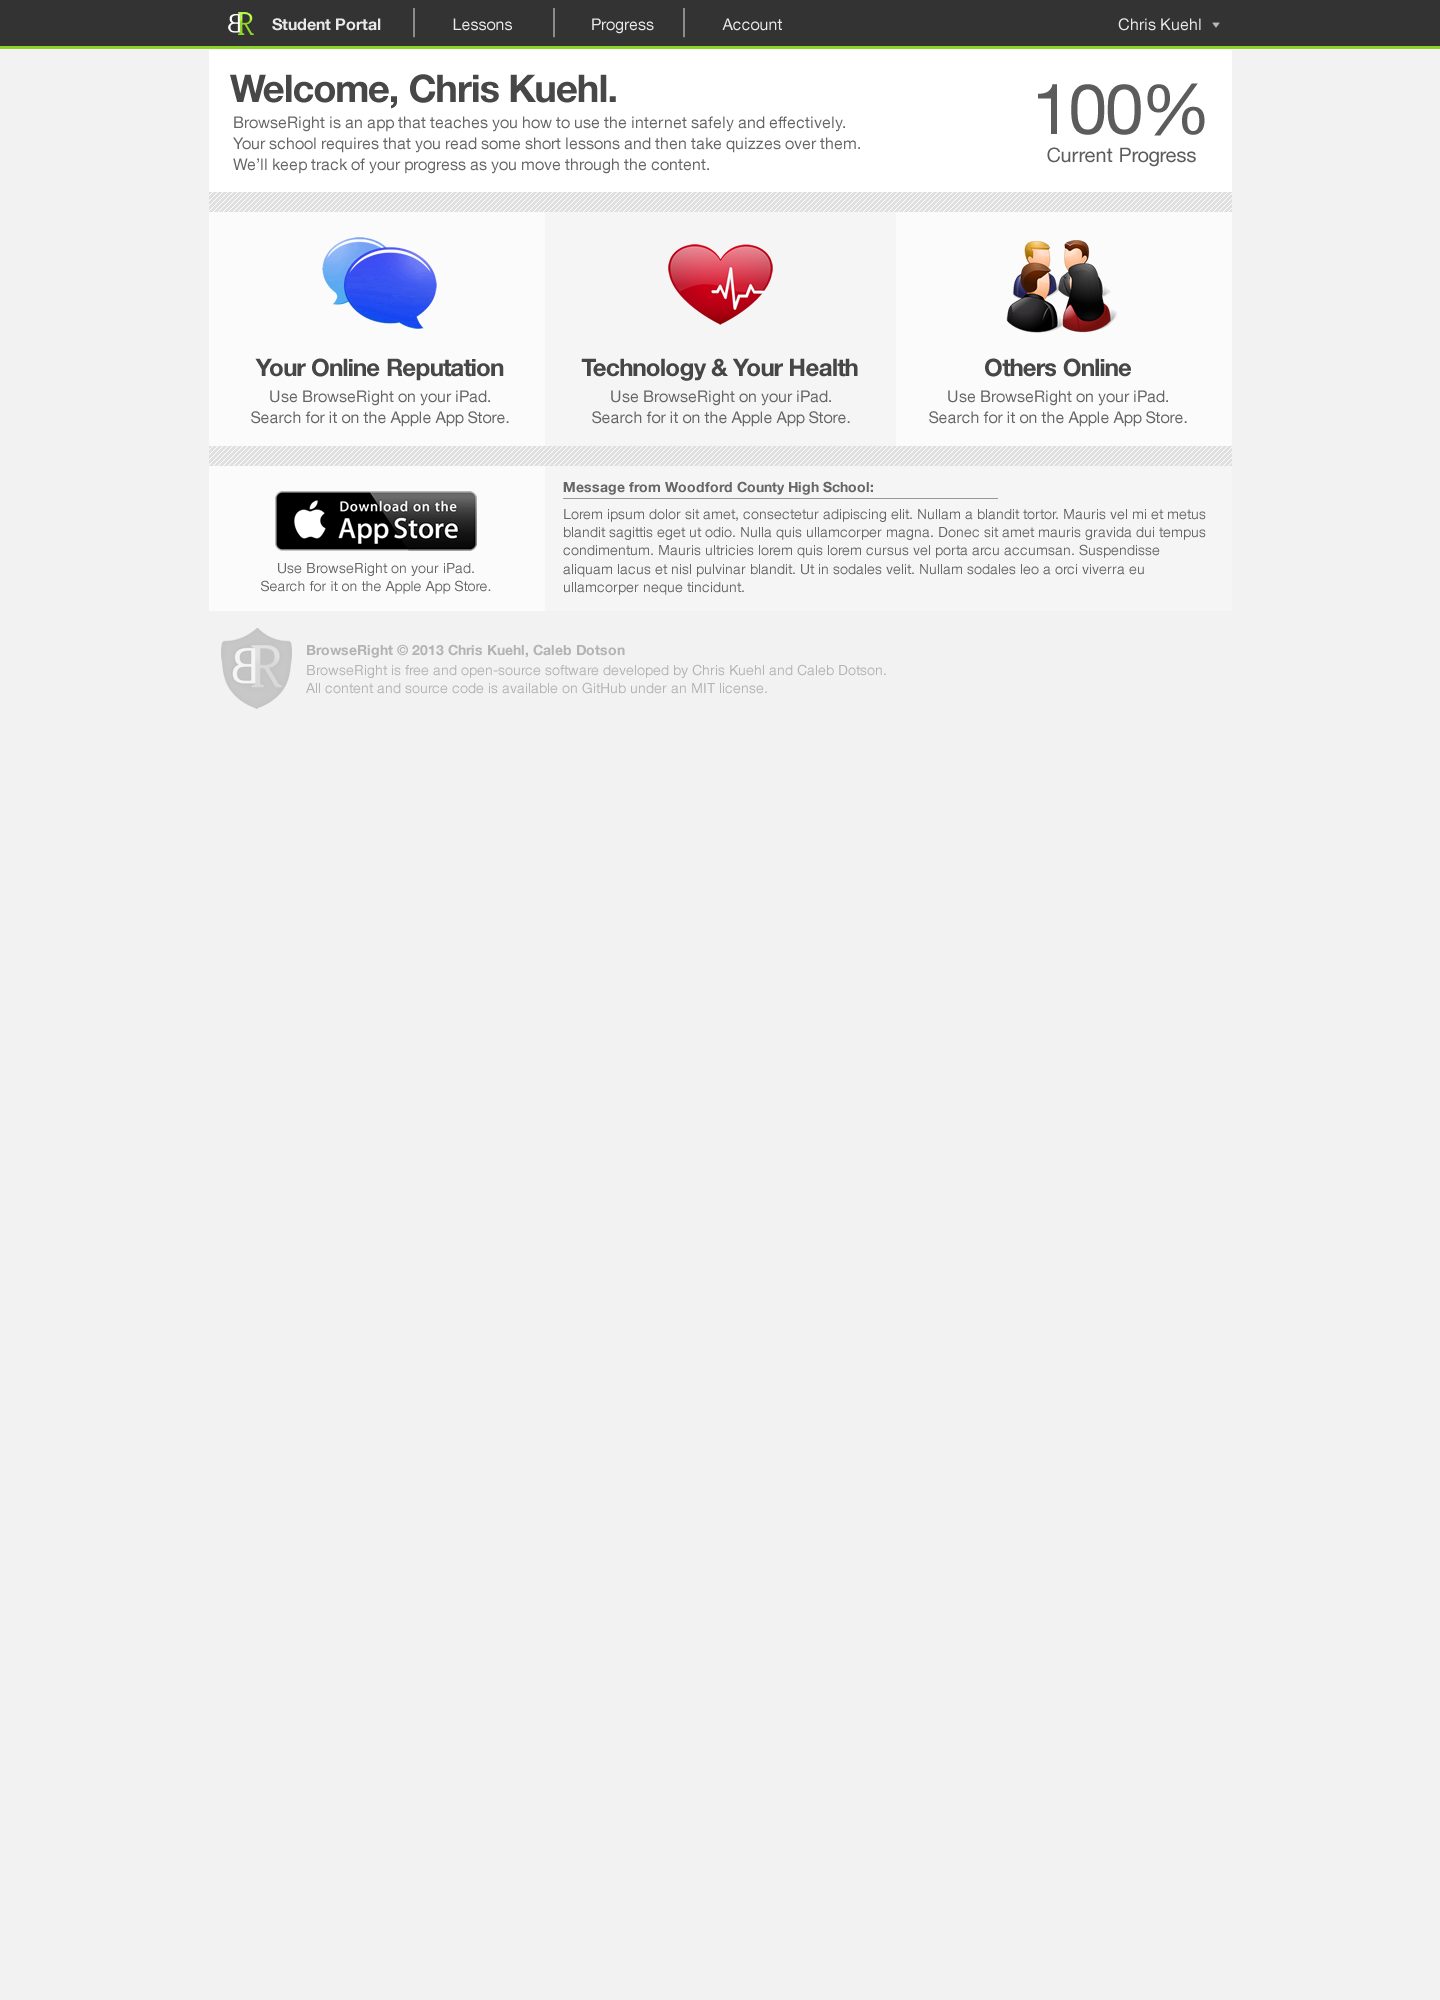 BR Student Portal Lessons Progress Account Chris Kuehl
Welcome, Chris Kuehl.
BrowseRight is an app that teaches you how to use the internet safely and effectively.
Your school requires that you read some short lessons and then take quizzes over them.
We'll keep track of your progress as you move through the content.
100%
Current Progress
Your Online Reputation
Use BrowseRight on your iPad.
Search for it on the Apple App Store.
Technology & Your Health
Use BrowseRight on your iPad.
Search for it on the Apple App Store.
Others Online
Use BrowseRight on your iPad.
Search for it on the Apple App Store.
Download on the
App Store
Use BrowseRight on your iPad.
Search for it on the Apple App Store.
Message from Woodford County High School:
Lorem ipsum dolor sit amet, consectetur adipiscing elit. Nullam a blandit tortor. Mauris vel mi et metus
blandit sagittis eget ut odio. Nulla quis ullamcorper magna. Donec sit amet mauris gravida dui tempus
condimentum. Mauris ultricies lorem quis lorem cursus vel porta arcu accumsan. Suspendisse
aliquam lacus et nisl pulvinar blandit. Ut in sodales velit. Nullam sodales leo a orci viverra eu
ullamcorper neque tincidunt.
BR
BrowseRight © 2013 Chris Kuehl, Caleb Dotson
BrowseRight is free and open-source software developed by Chris Kuehl and Caleb Dotson.
All content and source code is available on GitHub under an MIT license.